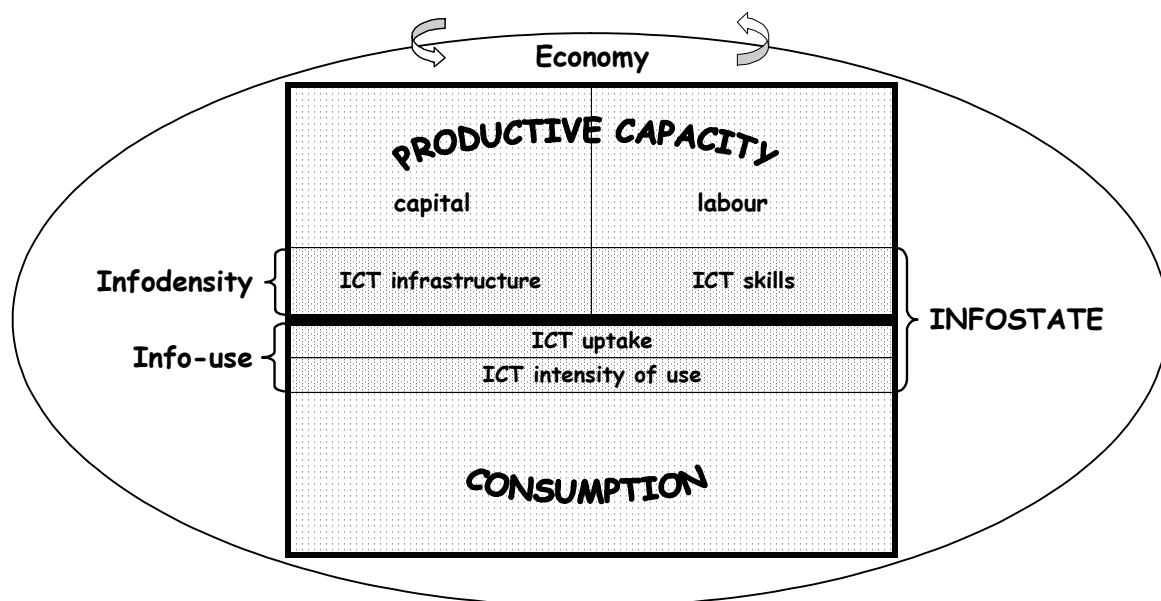 Economy
PRODUCTIVE CAPACITY
capital
labour
Infodensity
ICT infrastructure
ICT skills
INFOSTATE
Info-use
ICT uptake
ICT intensity of use
CONSUMPTION